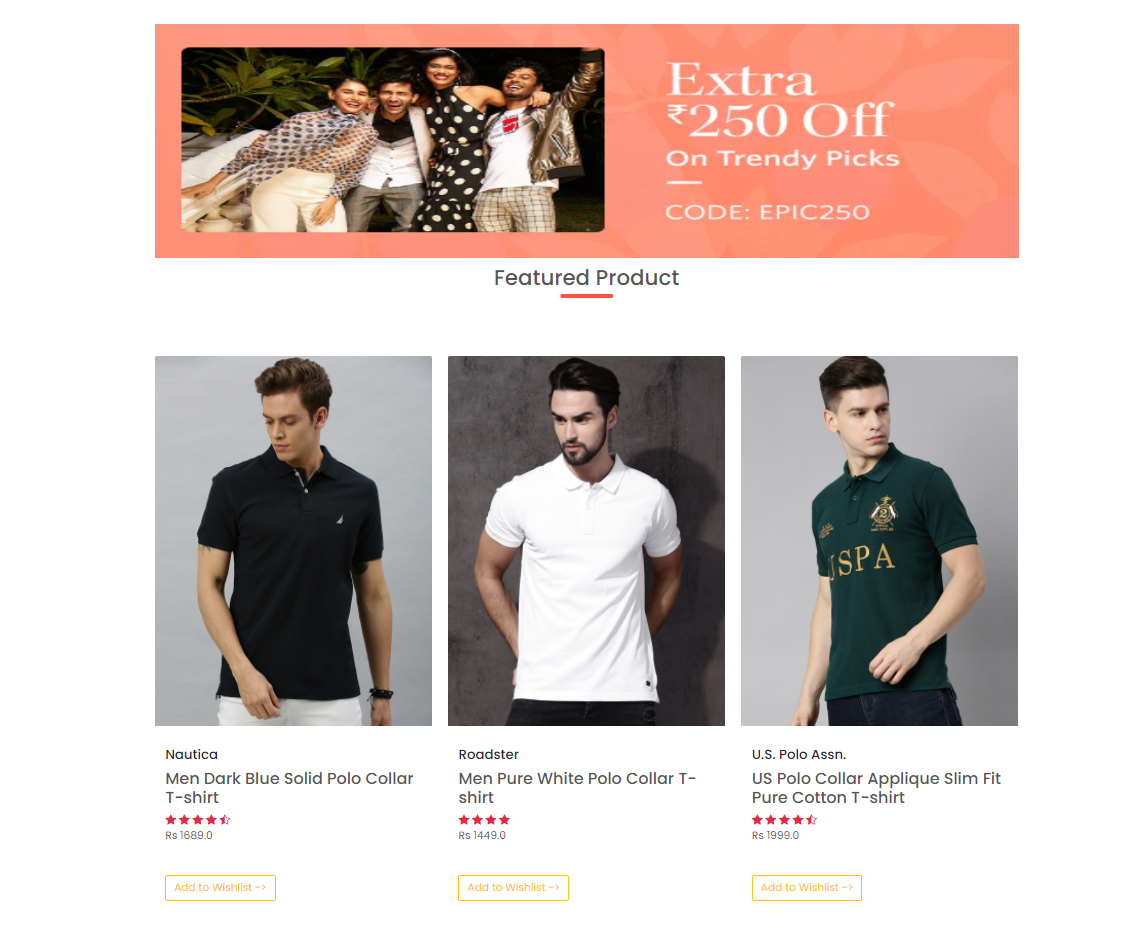 Extra
₹250 Off
On Trendy Picks
CODE: EPIC250
Featured Product
2
USPA
Nautica
Men Dark Blue Solid Polo Collar
T-shirt
Rs 1689.0
Add to Wishlist ->
Roadster
Men Pure White Polo Collar T-
shirt
Rs 1449.0
Add to Wishlist ->
U.S. Polo Assn.
US Polo Collar Applique Slim Fit
Pure Cotton T-shirt
Rs 1999.0
Add to Wishlist ->